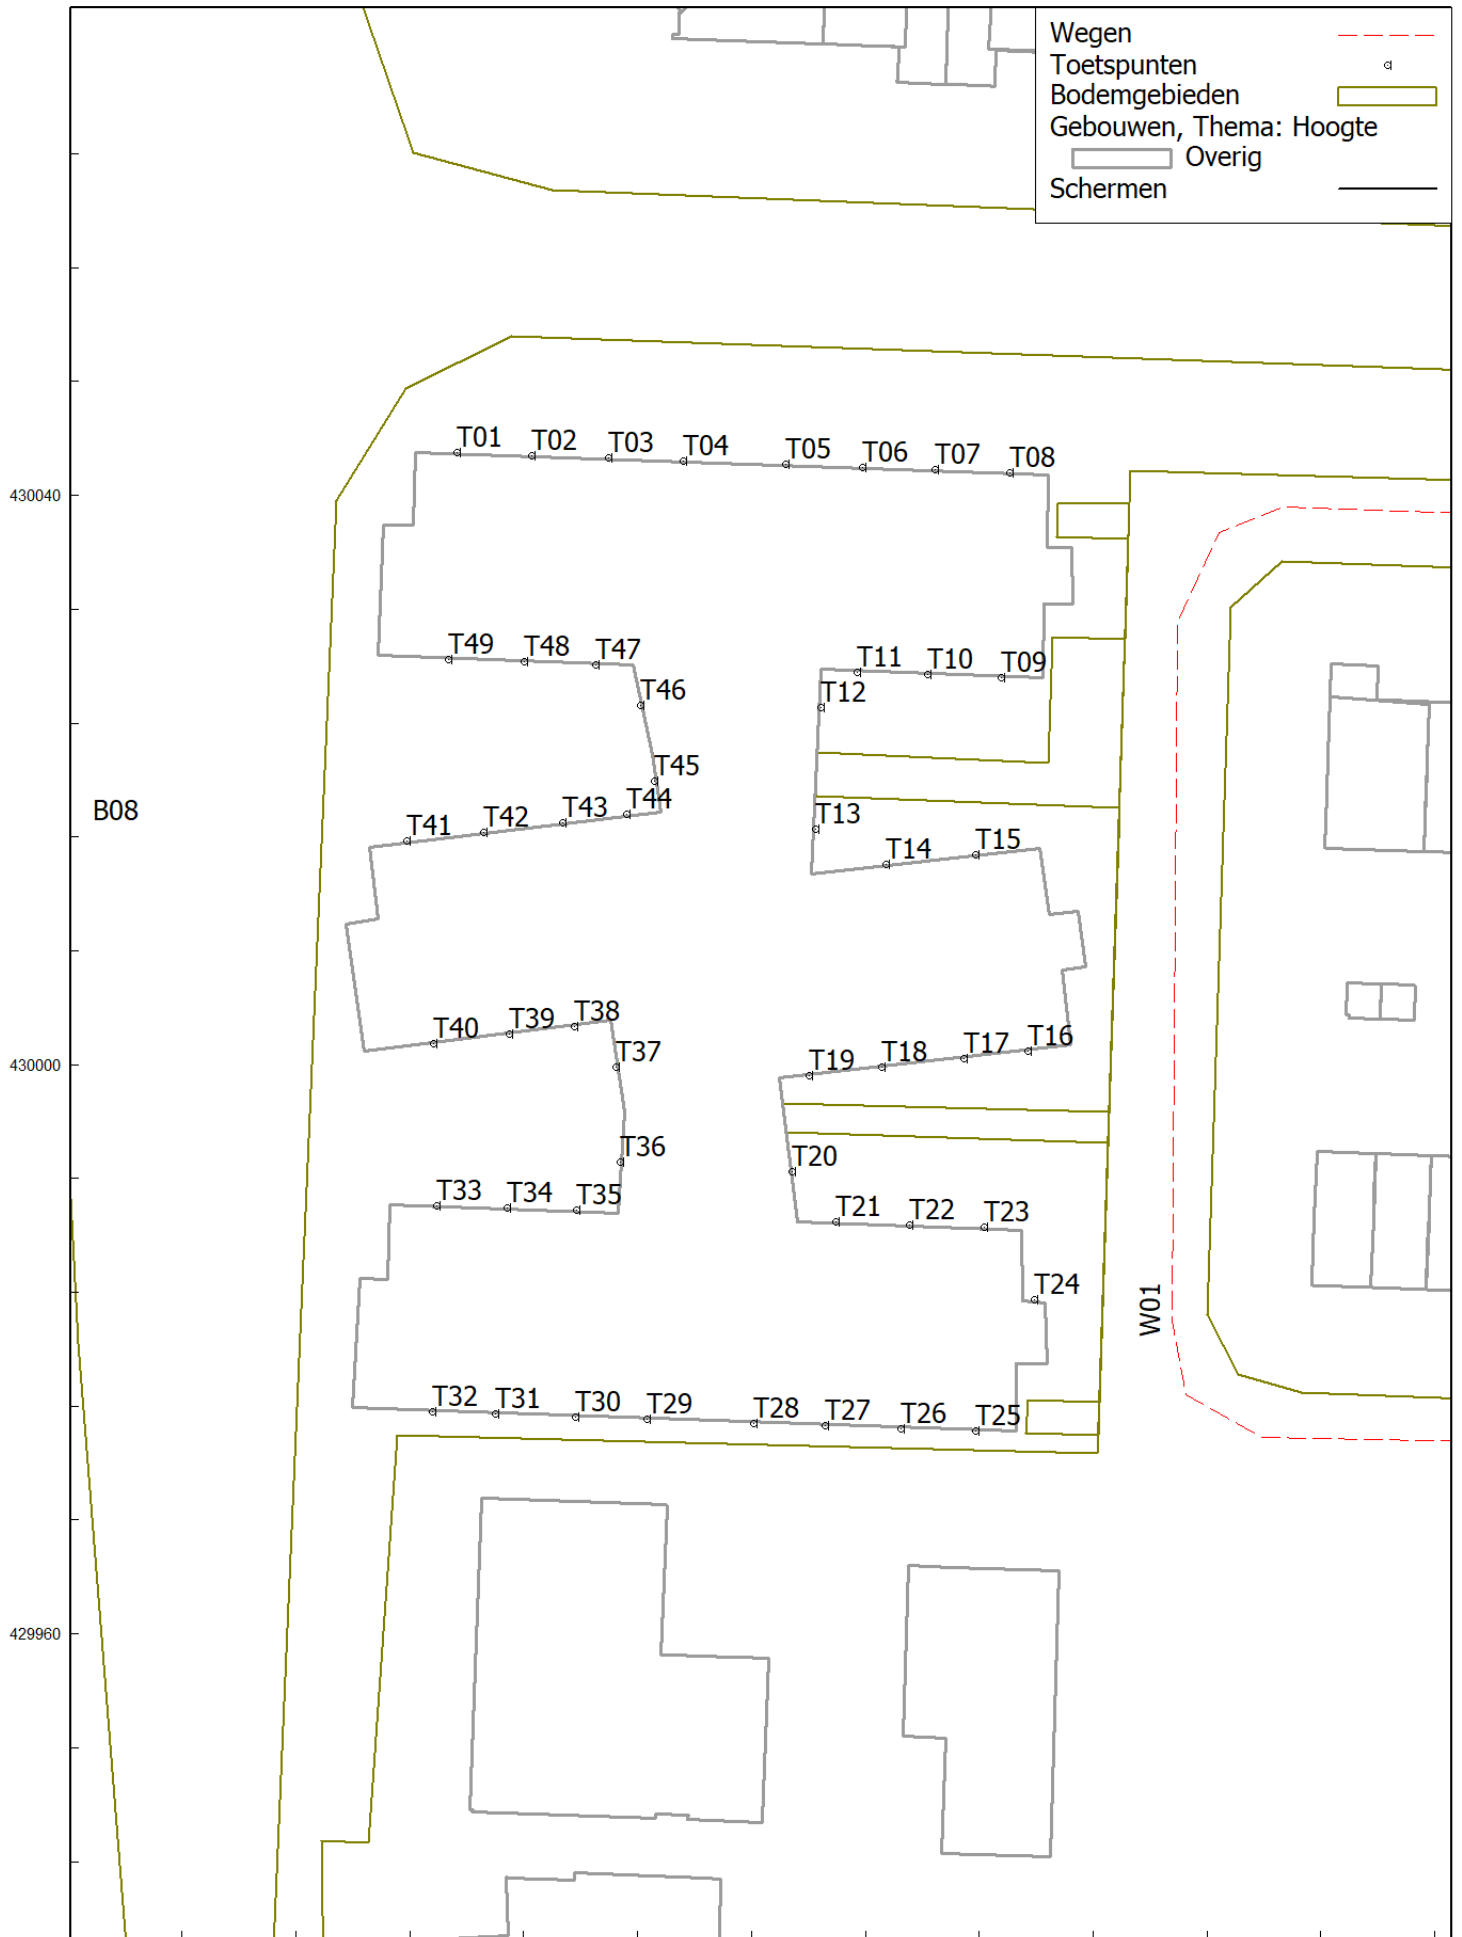 Wegen
Toetspunten
Bodemgebieden
Gebouwen, Thema: Hoogte
Overig
Schermen
T01 T02 T03 T04 T05 T06 T07 T08
430040
T49 T48 T47 T11 T10 T09
T46 T12
T45
B08 T41 T42 T43 T44 T13
T14 T15
T40 T39 T38 T19 T18 T17 T16
430000
T37
T36 T20
T33 T34 T35 T21 T22 T23
T24
W01
T32 T31 T30 T29 T28 T27 T26 T25
429960